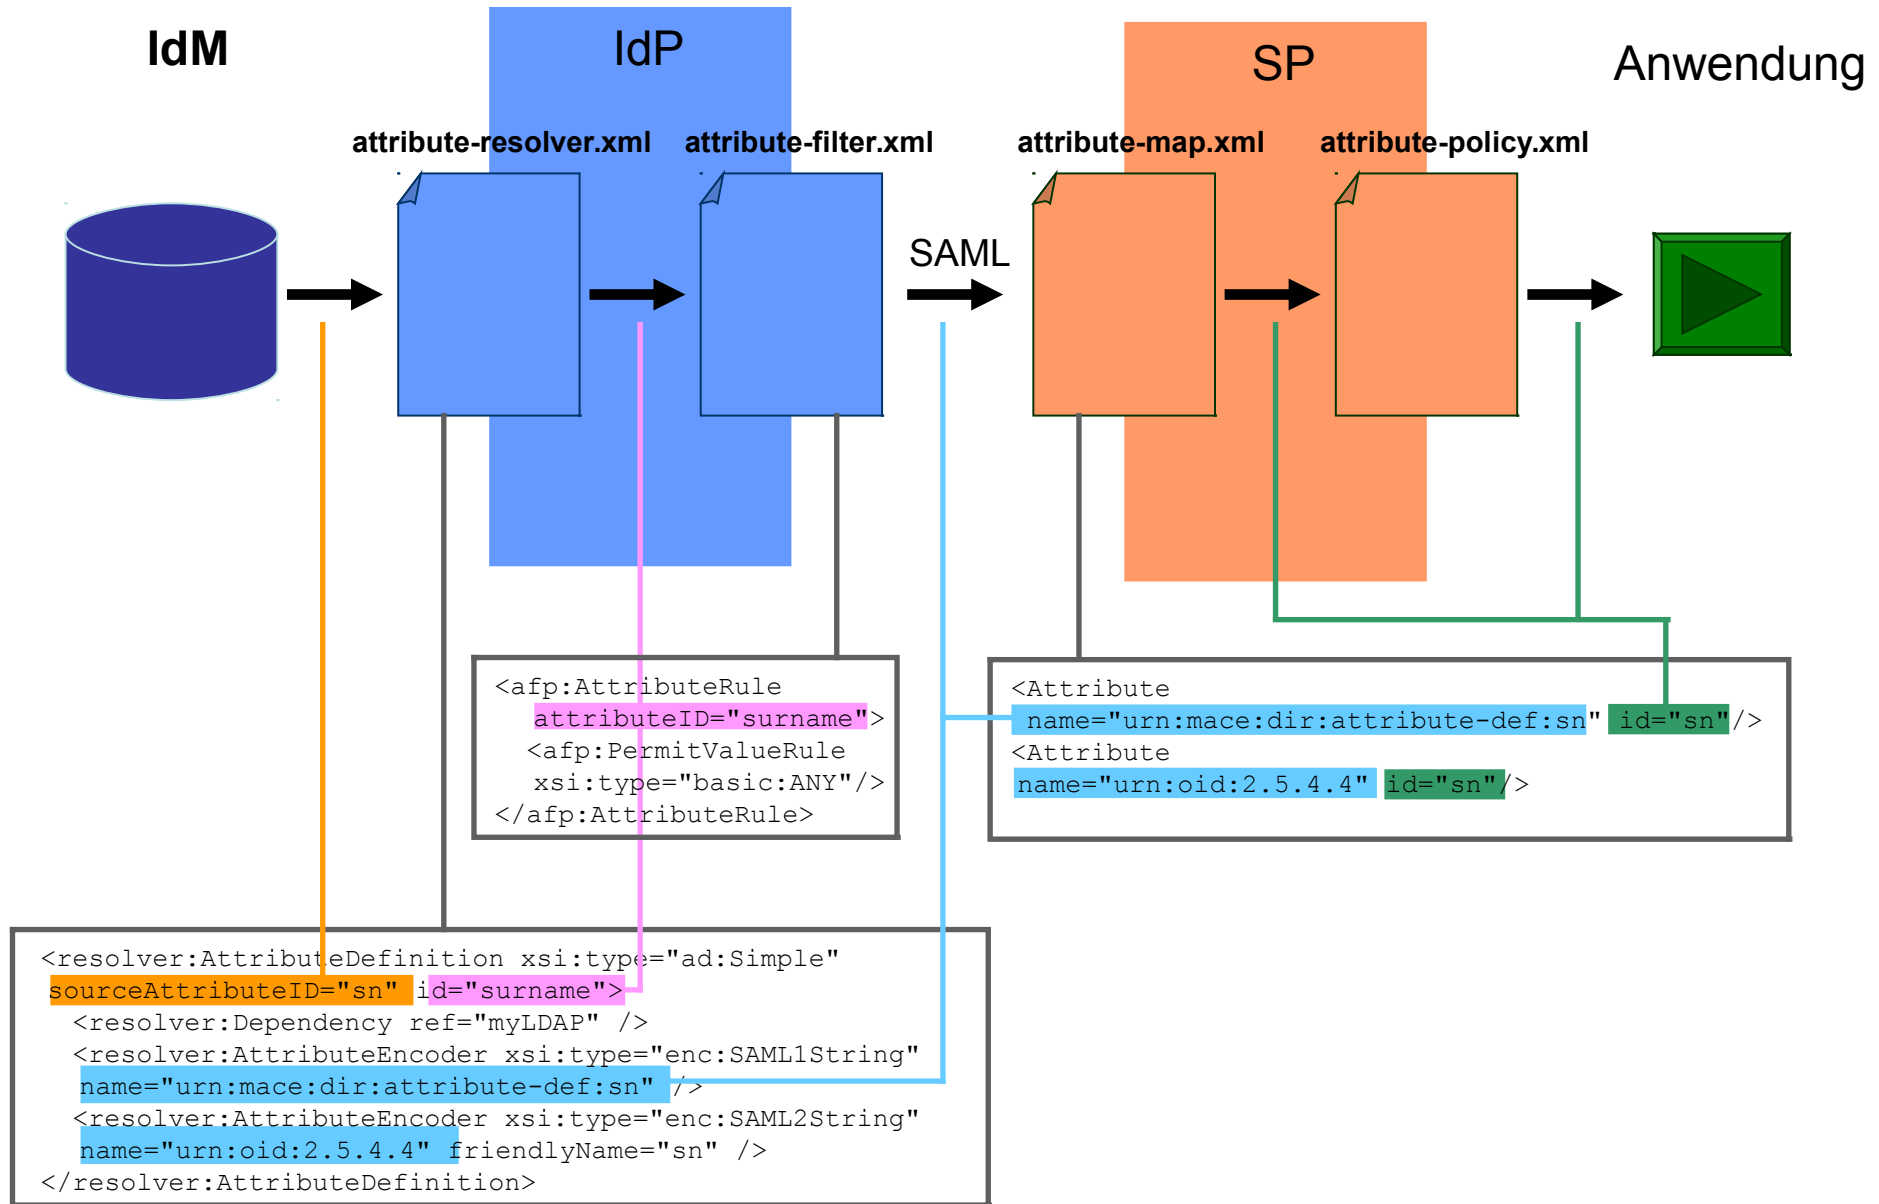 IdM
IdP
SP
Anwendung
attribute-resolver.xml
attribute-filter.xml
attribute-map.xml
attribute-policy.xml
SAML
<afp:AttributeRule
attributeID="surname">
<afp:PermitValueRule
xsi:type="basic:ANY"/>
</afp:AttributeRule>
<Attribute
name="urn:mace:dir:attribute-def:sn" id="sn"/>
<Attribute
name="urn:oid:2.5.4.4" id="sn"/>
<resolver:AttributeDefinition xsi:type="ad:Simple"
sourceAttributeID="sn" id="surname">
<resolver:Dependency ref="myLDAP" />
<resolver:AttributeEncoder xsi:type="enc:SAML1String"
name="urn:mace:dir:attribute-def:sn" />
<resolver:AttributeEncoder xsi:type="enc:SAML2String"
name="urn:oid:2.5.4.4" friendlyName="sn" />
</resolver:AttributeDefinition>